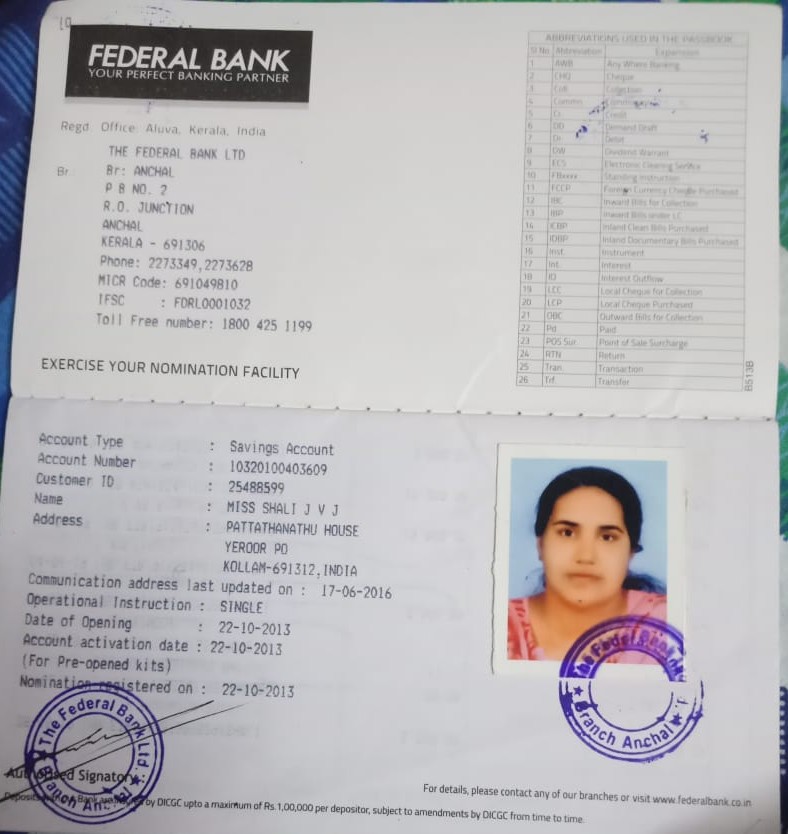 FEDERAL BANK
YOUR PERFECT BANKING PARTNER
Regd. Office: Aluva, Kerala, India
THE FEDERAL BANK LTD
Br: Br: ANCHAL
P B NO. 2
R.O. JUNCTION
ANCHAL
KERALA - 691306
Phone: 2273349,2273628
MICR Code: 691049810
IFSC : FDRL0001032
Toll Free number: 1800 425 1199
EXERCISE YOUR NOMINATION FACILITY
ABBREVIATIONS USED IN THE PASSBOOK
Sl No Abbreviation Expansion
1 AWB Any Where Banking
2 CHQ Cheque
3 Coll. Collection
4 Commn.
5 Cr. Credit
6 DD Demand Draft
7 Dr. Debit
8 DW Dividend Warrant
9 ECS Electronic Clearing Service
10 Standing Instruction
11 FCCP Foreign Currency Cheque Purchased
12 IBC Inward Bills for Collection
13 IBP Inward Bills under LC
14 ICBP Inland Clean Bills Purchased
15 IDBP Inland Documentary Bills Purchased
16 Inst. Instrument
17 Int. Interest
18 IO Interest Outflow
19 LCC Local Cheque for Collection
20 LCP Local Cheque Purchased
21 OBC Outward Bills for Collection
22 Pd. Paid
23 POS Sur Point of Sale Surcharge
24 RTN Return
25 Tran. Transaction
26 Trf. Transfer
B513B
Account Type : Savings Account
Account Number : 10320100403609
Customer ID : 25488599
Name : MISS SHALI J V J
Address : PATTATHANATHU HOUSE
YEROOR PO
KOLLAM-691312,INDIA
Communication address last updated on : 17-06-2016
Operational Instruction : SINGLE
Date of Opening : 22-10-2013
Account activation date : 22-10-2013
(For Pre-opened kits)
Nomination registered on : 22-10-2013
The Federal Bank Ltd.
Branch Anchal
The Federal Bank
Branch Anchal
Authorised Signatory
For details, please contact any of our branches or visit www.federalbank.co.in
Deposits Bank are by DICGC upto a maximum of Rs.1,00,000 per depositor, subject to amendments by DICGC from time to time.